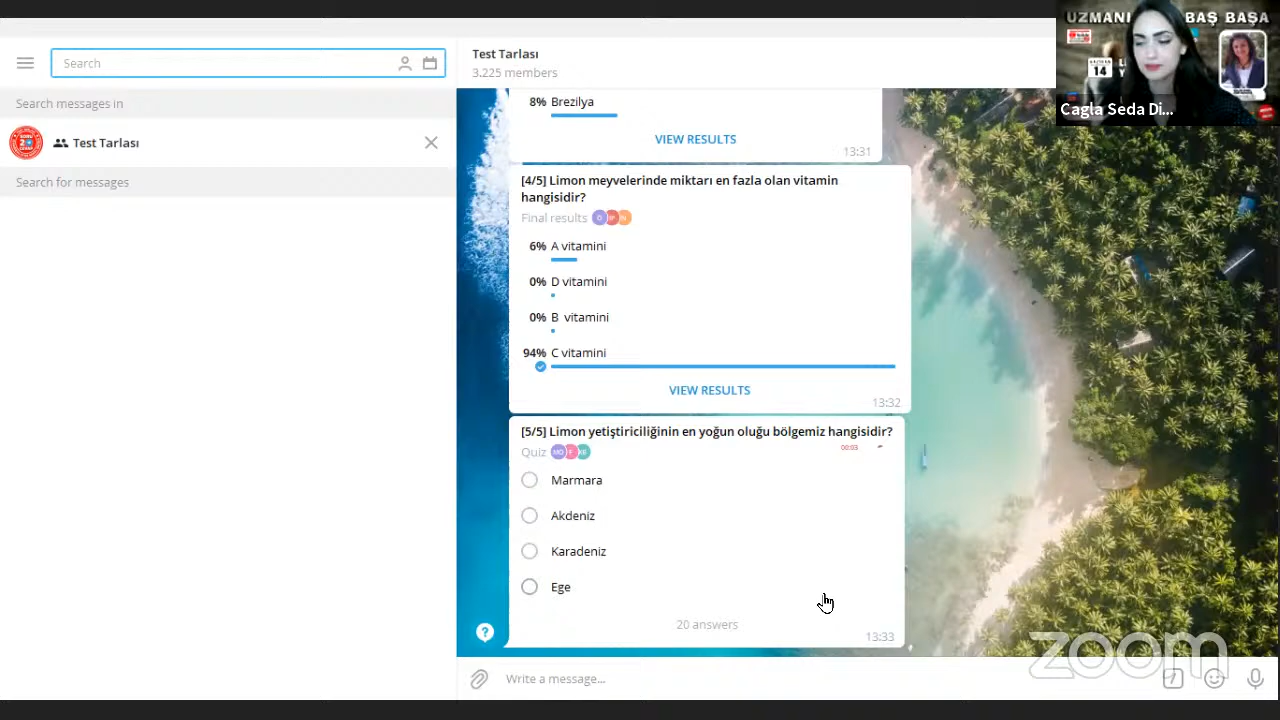 Search
Search messages in
Test Tarlası
Search for messages
Test Tarlası
3.225 members
8% Brezilya
VIEW RESULTS
13:31
[4/5] Limon meyvelerinde miktarı en fazla olan vitamin
hangisidir?
Final results
6% A vitamini
0% D vitamini
0% B vitamini
94% C vitamini
VIEW RESULTS
13:32
[5/5] Limon yetiştiriciliğinin en yoğun oluğu bölgemiz hangisidir?
Quiz
00:03
Marmara
Akdeniz
Karadeniz
Ege
20 answers
13:33
Write a message...
UZMANI BAŞ BAŞA
14
Cagla Seda Di...
zoom